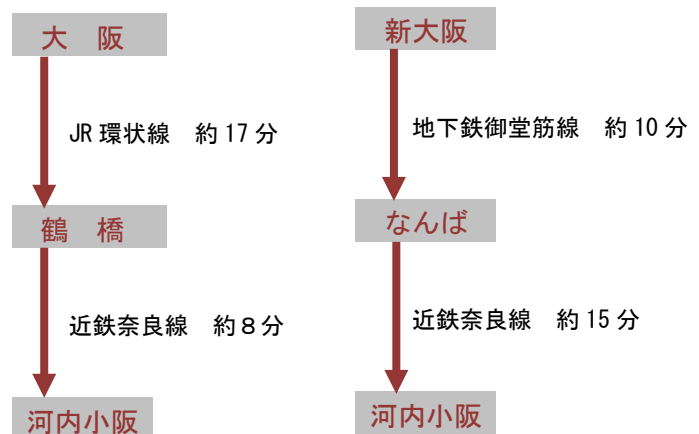 大　阪
JR 環状線　約 17 分
鶴　橋
近鉄奈良線　約８分
河内小阪
新大阪
地下鉄御堂筋線　約 10 分
なんば
近鉄奈良線　約 15 分
河内小阪